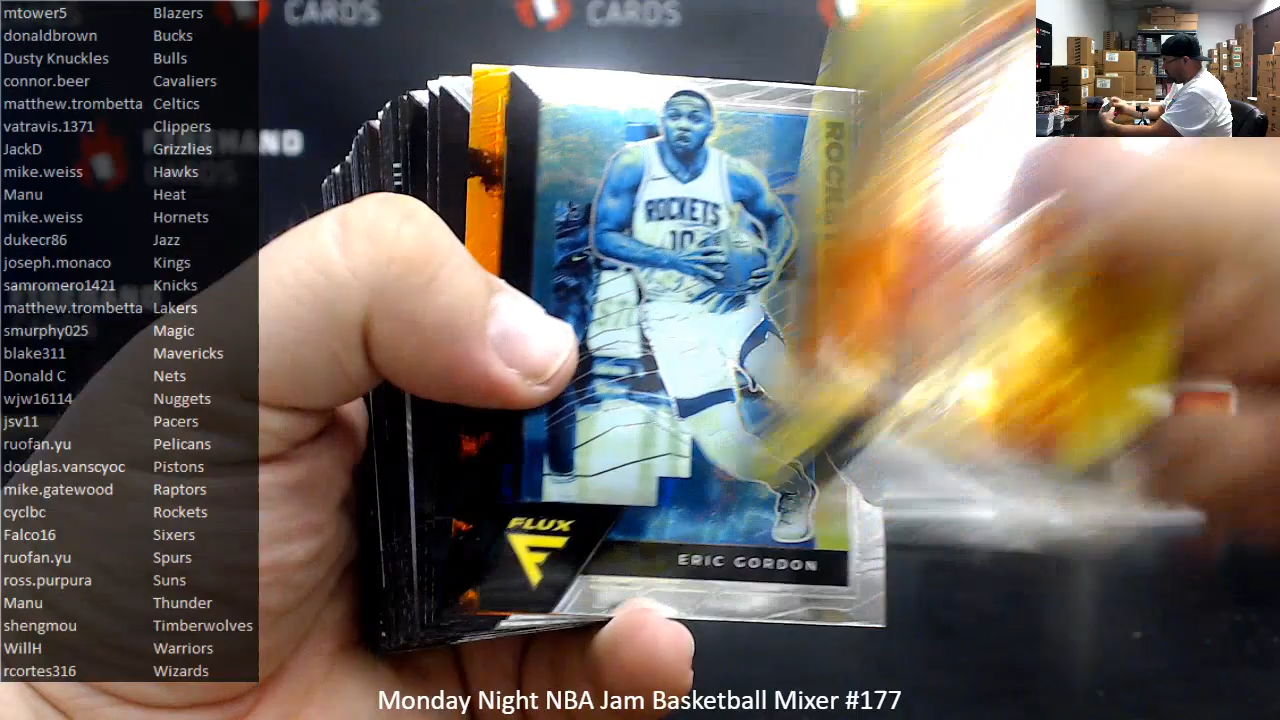 mtower5 Blazers
donaldbrown Bucks
Dusty Knuckles Bulls
connor.beer Cavaliers
matthew.trombetta Celtics
vatravis.1371 Clippers
JackD Grizzlies
mike.weiss Hawks
Manu Heat
mike.weiss Hornets
dukecr86 Jazz
joseph.monaco Kings
samromero1421 Knicks
matthew.trombetta Lakers
smurphy025 Magic
blake311 Mavericks
Donald C Nets
wjw16114 Nuggets
jsv11 Pacers
ruofan.yu Pelicans
douglas.vanscyoc Pistons
mike.gatewood Raptors
cyclbc Rockets
Falco16 Sixers
ruofan.yu Spurs
ross.purpura Suns
Manu Thunder
shengmou Timberwolves
WillH Warriors
rcortes316 Wizards
CARDS
CARDS
ROCKETS
10
FLUX
ERIC GORDON
Monday Night NBA Jam Basketball Mixer #177